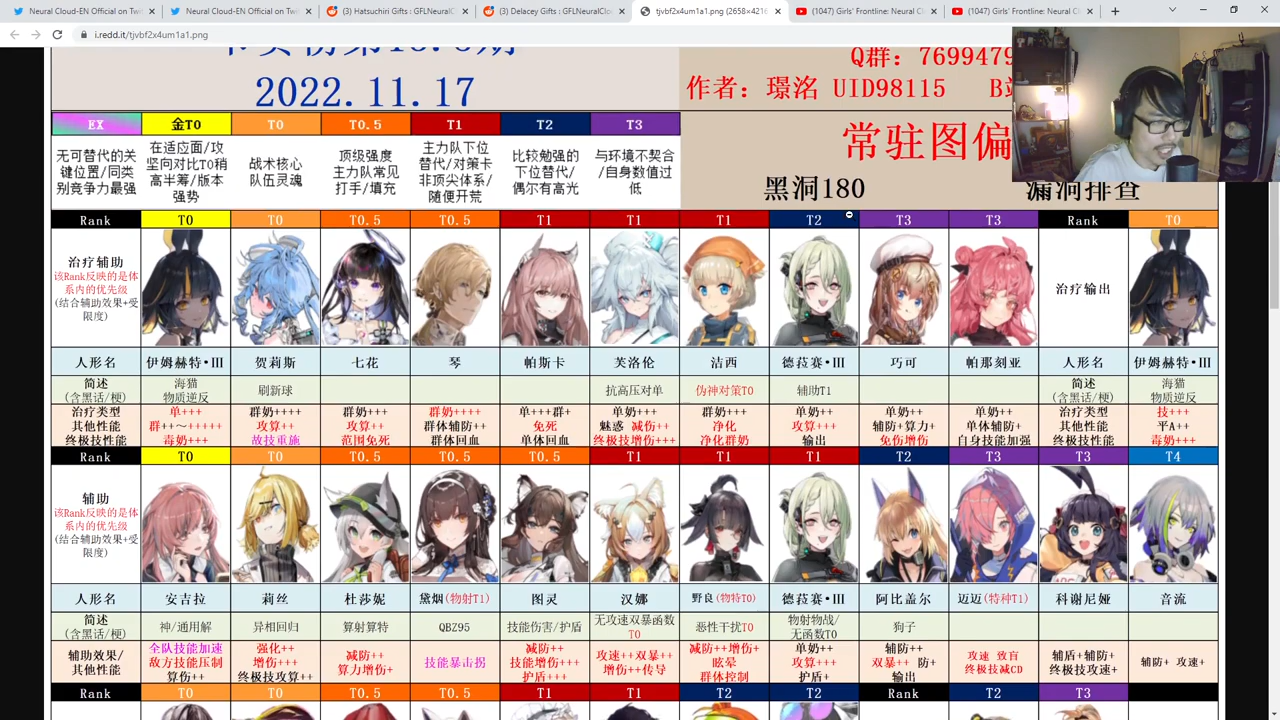 Neural Cloud-EN Official on Twitt
Neural Cloud-EN Official on Twitt
(3) Hatsuchiri Gifts : GFLNeuralCl
(3) Delacey Gifts : GFLNeuralClou
tjvbf2x4um1a1.png (2658×4216
(1047) Girls' Frontline: Neural Cl
(1047) Girls' Frontline: Neural Cl
i.redd.it/tjvbf2x4um1a1.png
2022.11.17
Q群：7699479
作者：璟洺 UID98115 B站
EX 金T0 T0 T0.5 T1 T2 T3
无可替代的关键位置/同类别竞争力最强
在适应面/攻坚向对比T0稍高半筹/版本强势
战术核心队伍灵魂
顶级强度主力队常见打手/填充
主力队下位替代/对策卡非顶尖体系/随便开荒
比较勉强的下位替代/偶尔有高光
与环境不契合/自身数值过低
常驻图偏
黑洞180 漏洞排查
Rank T0 T0 T0.5 T0.5 T1 T1 T1 T2 T3 T3 Rank T0
治疗辅助
该Rank反映的是体系内的优先级
(结合辅助效果+受限度)
治疗输出
人形名 伊姆赫特·III 贺莉斯 七花 琴 帕斯卡 芙洛伦 洁西 德菈赛·III 巧可 帕那刻亚 人形名 伊姆赫特·III
简述(含黑话/梗) 海猫物质逆反 刷新球 抗高压对单 伪神对策T0 辅助T1 简述(含黑话/梗) 海猫物质逆反
治疗类型 单+++ 群奶++++ 群奶+++ 群奶++++ 单+++群+ 单奶+++ 群奶+++ 单奶++ 单奶++ 单奶++ 治疗类型 技+++
其他性能 群++～+++++ 攻算++ 攻算++ 群体辅助++ 免死 魅惑 减伤++ 净化 攻算+++ 辅助+算力+ 单体辅助+ 其他性能 平A++
终极技性能 毒奶+++ 故技重施 范围免死 群体回血 单体回血 终极技增伤+++ 净化群奶 输出 免伤增伤 自身技能加强 终极技性能 毒奶+++
Rank T0 T0 T0.5 T0.5 T0.5 T1 T1 T1 T2 T3 T3 T4
辅助
该Rank反映的是体系内的优先级
(结合辅助效果+受限度)
人形名 安吉拉 莉丝 杜莎妮 黛烟(物射T1) 图灵 汉娜 野良(物特T0) 德菈赛·III 阿比盖尔 迈迈(特种T1) 科谢尼娅 音流
简述(含黑话/梗) 神/通用解 异相回归 算射算特 QBZ95 技能伤害/护盾 无攻速双暴函数T0 恶性干扰T0 物射物战/无函数T0 狗子
辅助效果/其他性能
全队技能加速 敌方技能压制 算伤++
强化++ 增伤+++ 终极技攻算++
减防++ 算力增伤+
技能暴击拐
减防++ 技能增伤+++ 护盾+++
攻速++双暴++ 增伤++传导
减防++增伤+ 眩晕 群体控制
单奶++ 攻算+++ 护盾+
辅防++ 双暴++ 防+ 输出
攻速 致盲 终极技减CD
辅盾+辅防+ 终极技攻速+
辅防+ 攻速+
Rank T0 T0 T0.5 T0.5 T1 T1 T2 T2 Rank T2 T3